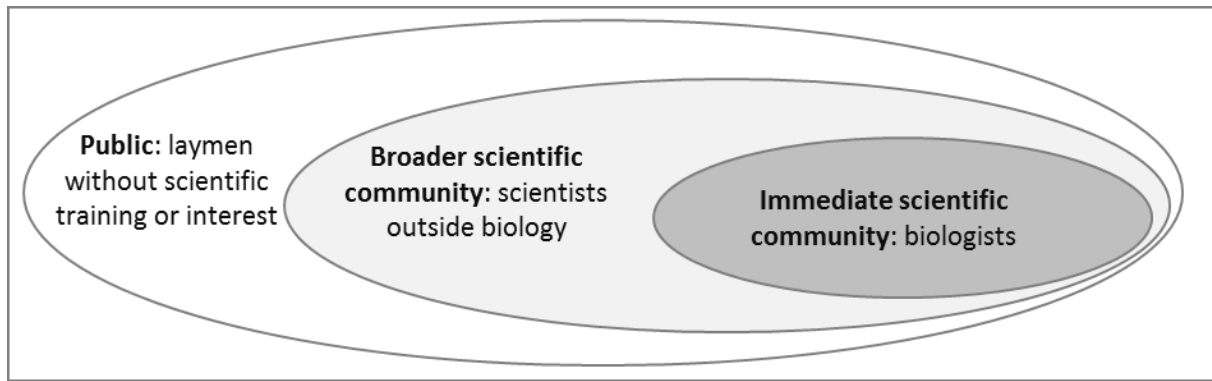 Public: laymen
without scientific
training or interest
Broader scientific
community: scientists
outside biology
Immediate scientific
community: biologists